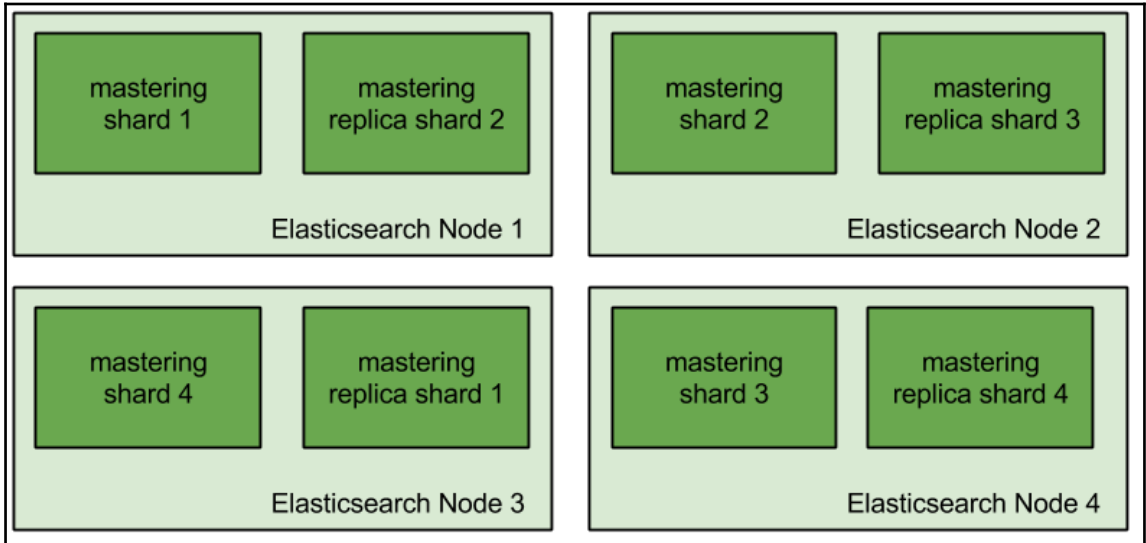 mastering
shard 1
mastering
replica shard 2
Elasticsearch Node 1
mastering
shard 2
mastering
replica shard 3
Elasticsearch Node 2
mastering
shard 4
mastering
replica shard 1
Elasticsearch Node 3
mastering
shard 3
mastering
replica shard 4
Elasticsearch Node 4